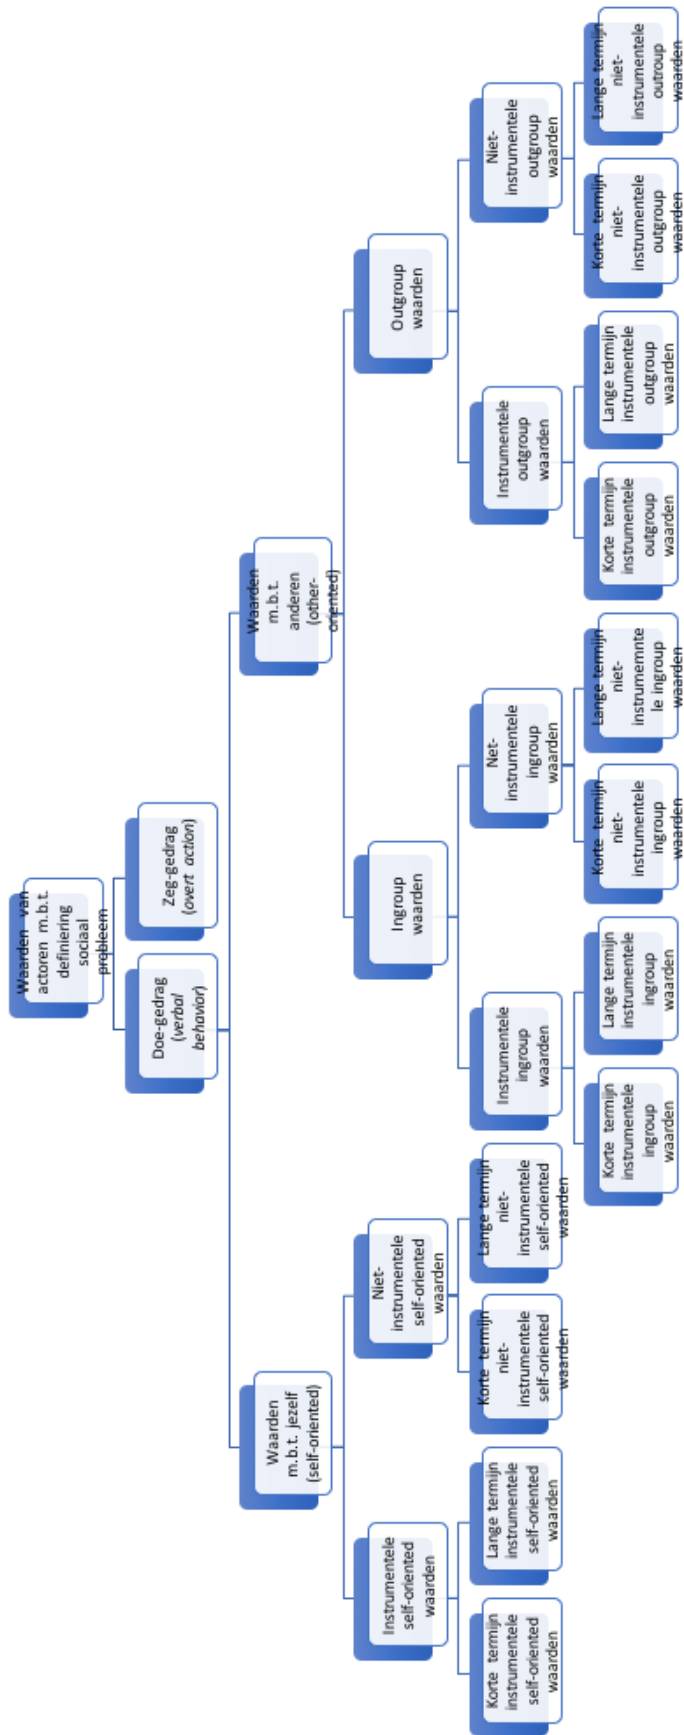 Waarden van
actoren m.b.t.
definiering
sociaal
probleem
Doe-gedrag
(verbal
behavior)
Zeg-gedrag
(overt action)
Waarden
m.b.t. jezelf
(self-oriented)
Waarden
m.b.t.
anderen
(other-
oriented)
Instrumentele
self-oriented
waarden
Niet-
instrumentele
self-oriented
waarden
Ingroup
waarden
Outgroup
waarden
Korte termijn
instrumentele
self-oriented
waarden
Lange termijn
instrumentele
self-oriented
waarden
Korte termijn
niet-
instrumentele
self-oriented
waarden
Lange termijn
niet-
instrumentele
self-oriented
waarden
Instrumentele
ingroup
waarden
Net-
instrumentele
ingroup
waarden
Instrumentele
outgroup
waarden
Niet-
instrumentele
outgroup
waarden
Korte termijn
instrumentele
ingroup
waarden
Lange termijn
instrumentele
ingroup
waarden
Korte termijn
niet-
instrumentele
ingroup
waarden
Lange termijn
niet-
instrumemnte
le ingroup
waarden
Korte termijn
instrumentele
outgroup
waarden
Lange termijn
instrumentele
outgroup
waarden
Korte termijn
niet-
instrumentele
outgroup
waarden
Lange termijn
niet-
instrumentele
outroup
waarden